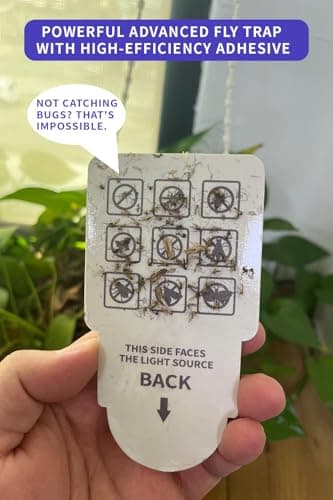 POWERFUL ADVANCED FLY TRAP
WITH HIGH-EFFICIENCY ADHESIVE
NOT CATCHING
BUGS? THAT'S
IMPOSSIBLE.
THIS SIDE FACES
THE LIGHT SOURCE
BACK